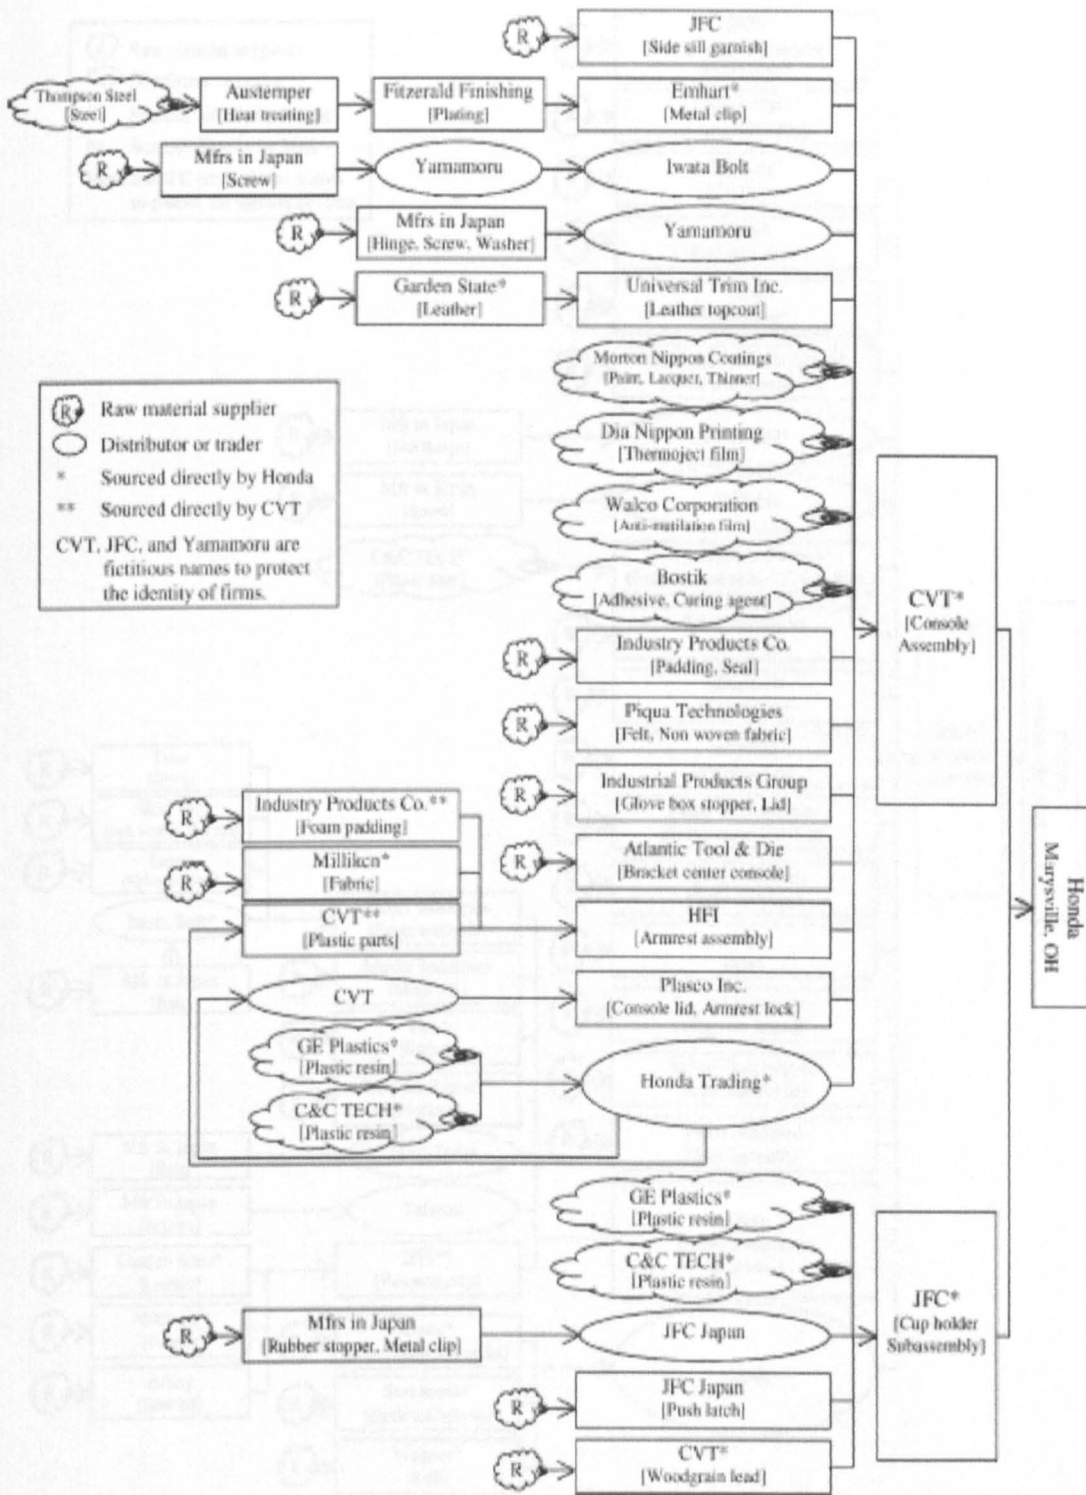 R
JFC
[Side sill garnish]
Thompson Steel
[Steel]
Austemper
[Heat treating]
Fitzerald Finishing
[Plating]
Emhart*
[Metal clip]
R
Mfrs in Japan
[Screw]
Yamamoru
Iwata Bolt
R
Mfrs in Japan
[Hinge, Screw, Washer]
Yamamoru
R
Garden State*
[Leather]
Universal Trim Inc.
[Leather topcoat]
Morton Nippon Coatings
[Paint, Lacquer, Thinner]
R Raw material supplier
Distributor or trader
* Sourced directly by Honda
** Sourced directly by CVT
CVT, JFC, and Yamamoru are
fictitious names to protect
the identity of firms.
Dia Nippon Printing
[Thermoject film]
Walco Corporation
[Anti-mutilation film]
Bostik
[Adhesive, Curing agent]
CVT*
[Console
Assembly]
R
Industry Products Co.
[Padding, Seal]
R
Piqua Technologies
[Felt, Non woven fabric]
R
Industrial Products Group
[Glove box stopper, Lid]
R
Industry Products Co.**
[Foam padding]
R
Atlantic Tool & Die
[Bracket center console]
R
Milliken*
[Fabric]
CVT**
[Plastic parts]
HFI
[Armrest assembly]
Honda
Marysville, OH
CVT
Plasco Inc.
[Console lid, Armrest lock]
GE Plastics*
[Plastic resin]
C&C TECH*
[Plastic resin]
Honda Trading*
GE Plastics*
[Plastic resin]
C&C TECH*
[Plastic resin]
R
Mfrs in Japan
[Rubber stopper, Metal clip]
JFC Japan
JFC*
[Cup holder
Subassembly]
R
JFC Japan
[Push latch]
R
CVT*
[Woodgrain lead]